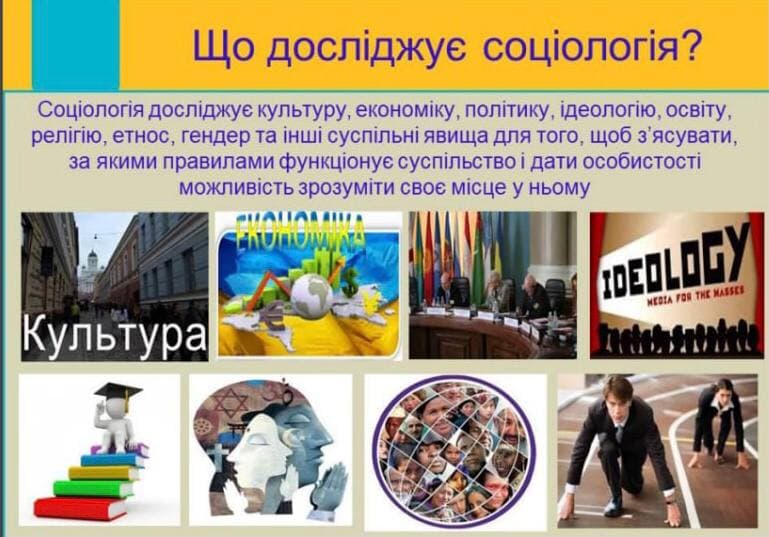 Що досліджує соціологія?
Соціологія досліджує культуру, економіку, політику, ідеологію, освіту,
релігію, етнос, гендер та інші суспільні явища для того, щоб з’ясувати,
за якими правилами функціонує суспільство і дати особистості
можливість зрозуміти своє місце у ньому
Культура
ЕКОНОМІКА
IDEOLOGY
MEDIA FOR THE MASSES